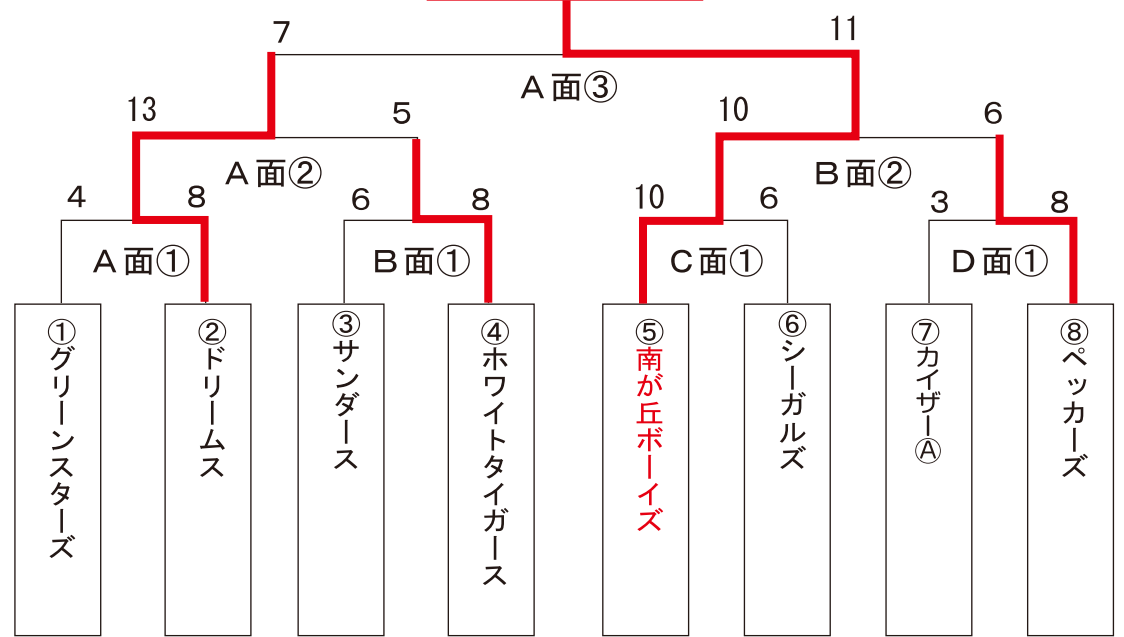 7
11
A面③
13
5
10
6
A面②
B面②
4
8
6
8
10
6
3
8
A面①
B面①
C面①
D面①
①グリーンスターズ
②ドリームス
③サンダース
④ホワイトタイガース
⑤南が丘ボーイズ
⑥シーガルズ
⑦カイザーⒶ
⑧ペッカーズ